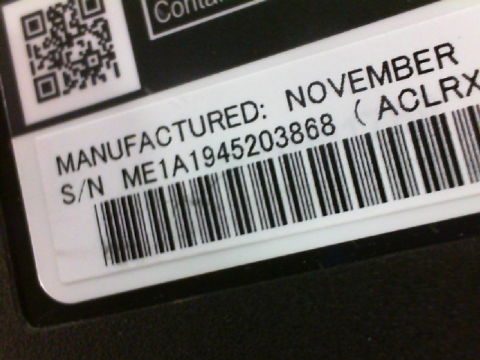 MANUFACTURED: NOVEMBER
S/N ME1A1945203868 ( ACLRX